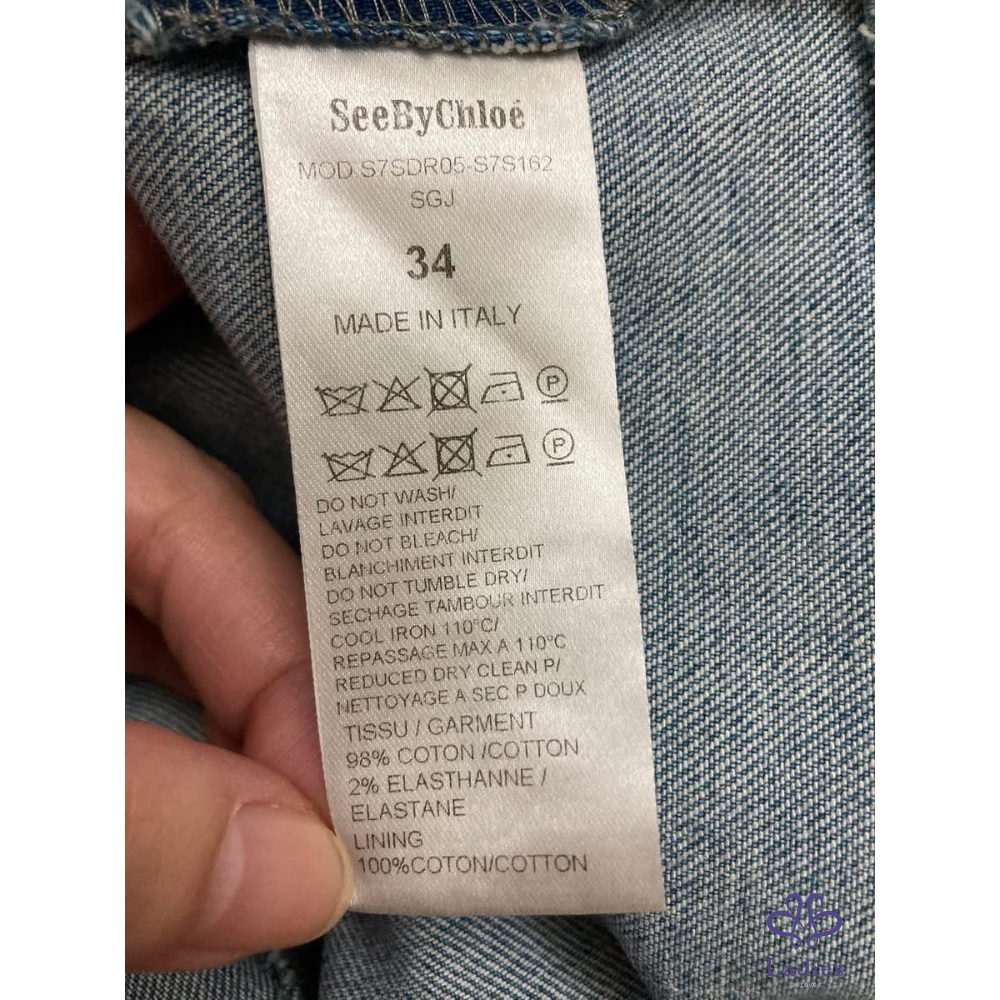 SeeByChloé
MOD S7SDR05-S7S162
SGJ
34
MADE IN ITALY
P
P
DO NOT WASH/
LAVAGE INTERDIT
DO NOT BLEACH/
BLANCHIMENT INTERDIT
DO NOT TUMBLE DRY/
SECHAGE TAMBOUR INTERDIT
COOL IRON 110°C/
REPASSAGE MAX A 110°C
REDUCED DRY CLEAN P/
NETTOYAGE A SEC P DOUX
TISSU / GARMENT
98% COTON /COTTON
2% ELASTHANNE /
ELASTANE
LINING
100%COTON/COTTON
Ladies